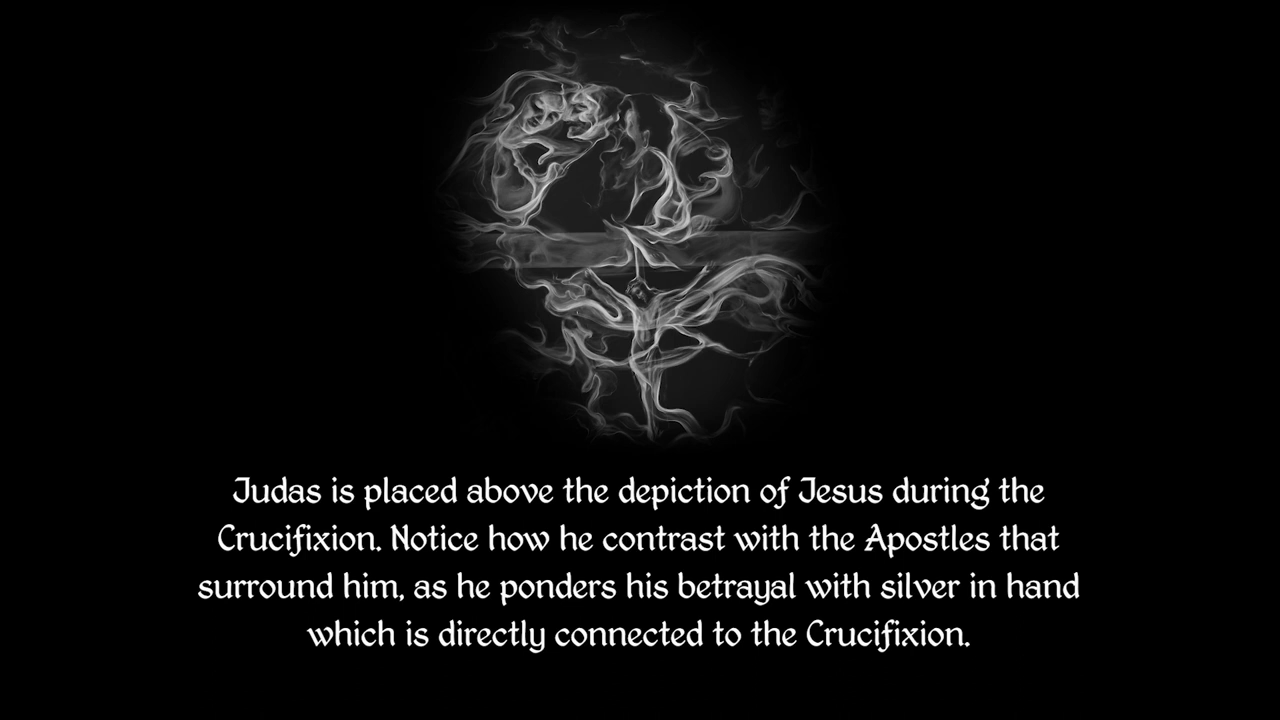 Judas is placed above the depiction of Jesus during the
Crucifixion. Notice how he contrast with the Apostles that
surround him, as he ponders his betrayal with silver in hand
which is directly connected to the Crucifixion.